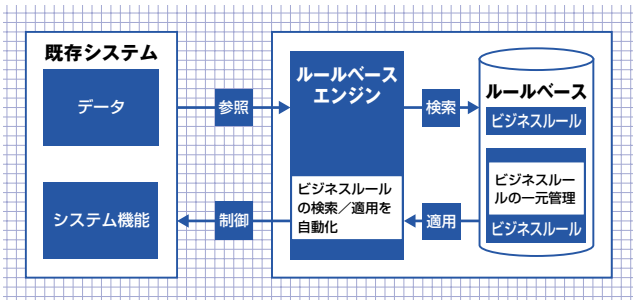 既存システム
データ
システム機能
参照
制御
ルールベース
エンジン
ビジネスルール
の検索／適用を
自動化
検索
適用
ルールベース
ビジネスルール
ビジネスルー
ルの一元管理
ビジネスルール